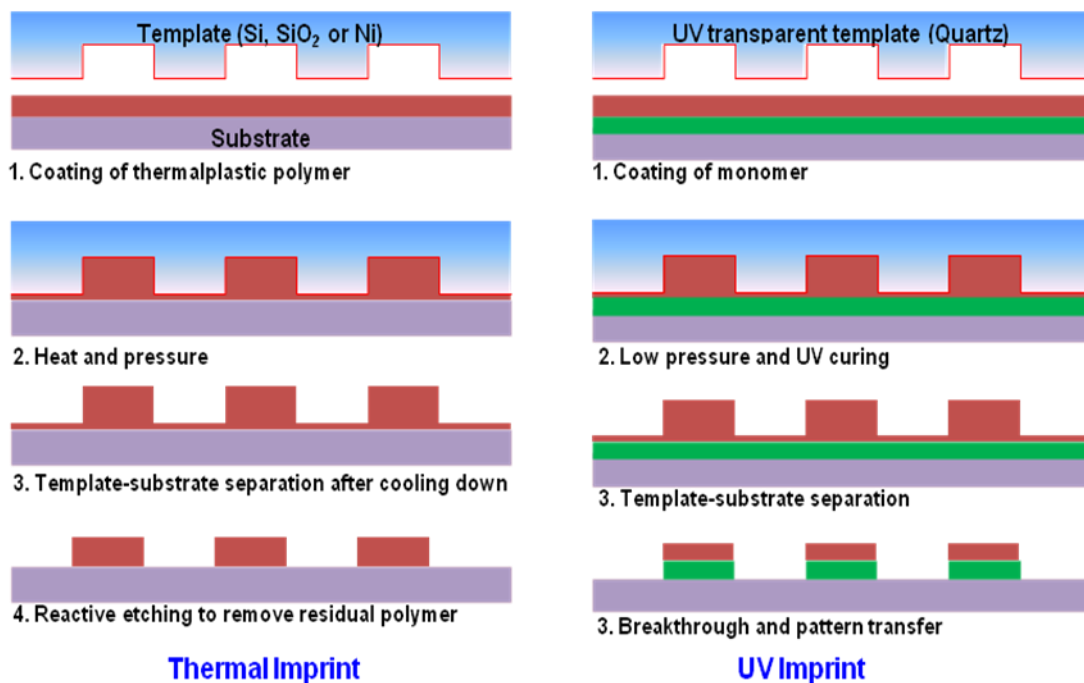 Template (Si, SiO₂ or Ni)
Substrate
1. Coating of thermalplastic polymer
2. Heat and pressure
3. Template-substrate separation after cooling down
4. Reactive etching to remove residual polymer
Thermal Imprint
UV transparent template (Quartz)
1. Coating of monomer
2. Low pressure and UV curing
3. Template-substrate separation
3. Breakthrough and pattern transfer
UV Imprint